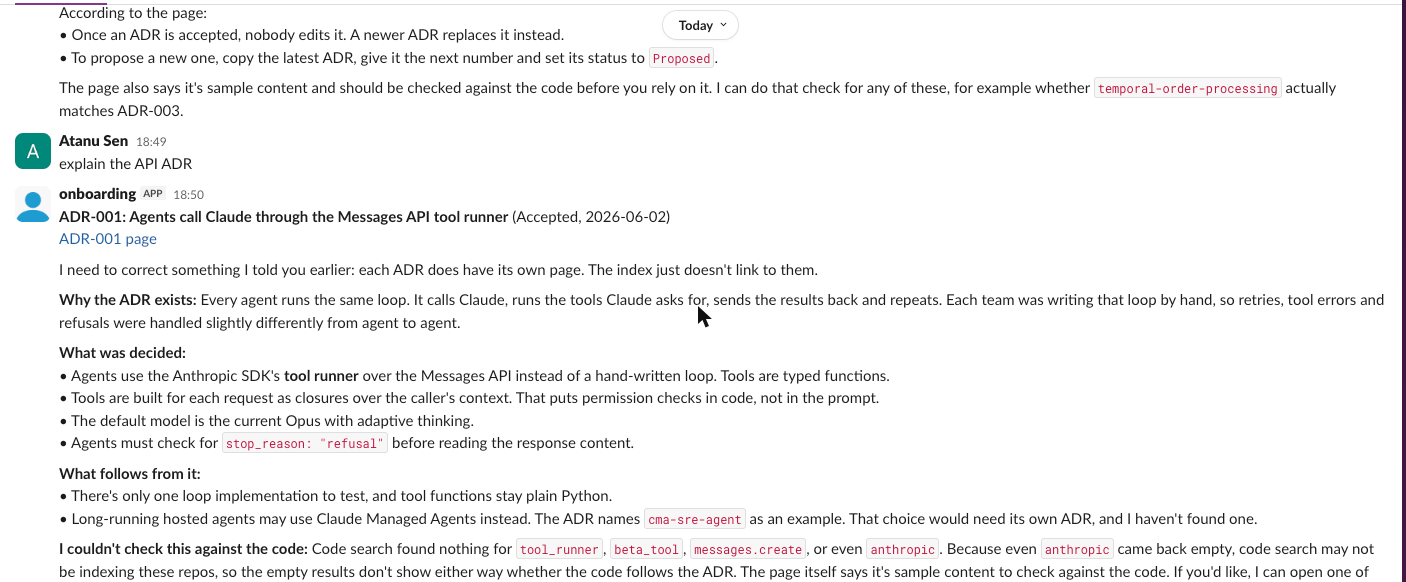 According to the page:
Today
• Once an ADR is accepted, nobody edits it. A newer ADR replaces it instead.
• To propose a new one, copy the latest ADR, give it the next number and set its status to Proposed.
The page also says it's sample content and should be checked against the code before you rely on it. I can do that check for any of these, for example whether temporal-order-processing actually
matches ADR-003.
A
Atanu Sen 18:49
explain the API ADR
onboarding APP 18:50
ADR-001: Agents call Claude through the Messages API tool runner (Accepted, 2026-06-02)
ADR-001 page
I need to correct something I told you earlier: each ADR does have its own page. The index just doesn't link to them.
Why the ADR exists: Every agent runs the same loop. It calls Claude, runs the tools Claude asks for, sends the results back and repeats. Each team was writing that loop by hand, so retries, tool errors and
refusals were handled slightly differently from agent to agent.
What was decided:
• Agents use the Anthropic SDK's tool runner over the Messages API instead of a hand-written loop. Tools are typed functions.
• Tools are built for each request as closures over the caller's context. That puts permission checks in code, not in the prompt.
• The default model is the current Opus with adaptive thinking.
• Agents must check for stop_reason: "refusal" before reading the response content.
What follows from it:
• There's only one loop implementation to test, and tool functions stay plain Python.
• Long-running hosted agents may use Claude Managed Agents instead. The ADR names cma-sre-agent as an example. That choice would need its own ADR, and I haven't found one.
I couldn't check this against the code: Code search found nothing for tool_runner, beta_tool, messages.create, or even anthropic. Because even anthropic came back empty, code search may not
be indexing these repos, so the empty results don't show either way whether the code follows the ADR. The page itself says it's sample content to check against the code. If you'd like, I can open one of